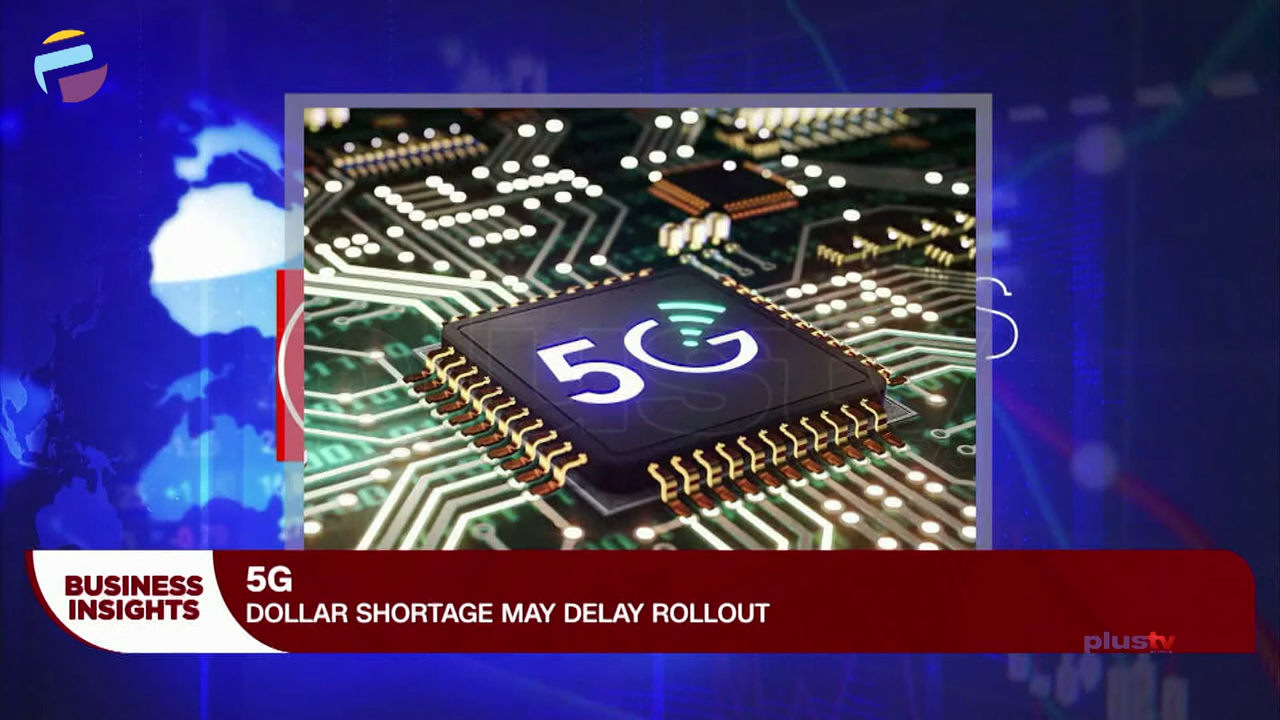 5G
BUSINESS
INSIGHTS
5G
DOLLAR SHORTAGE MAY DELAY ROLLOUT
plustv